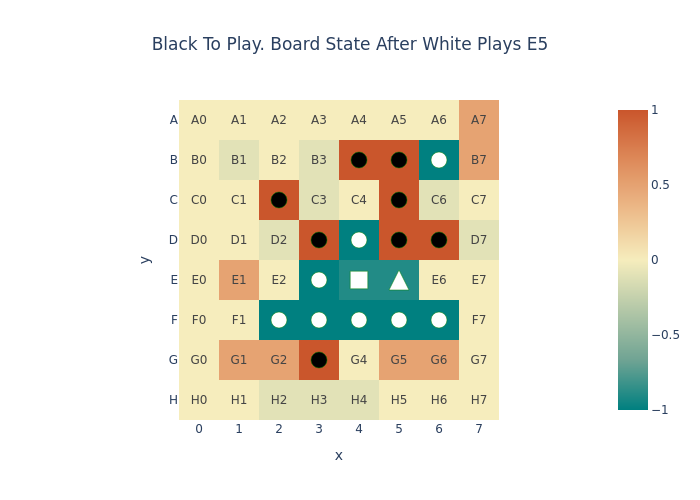 Black To Play. Board State After White Plays E5
A A0 A1 A2 A3 A4 A5 A6 A7
B B0 B1 B2 B3 B7
C C0 C1 C3 C4 C6 C7
D D0 D1 D2 D7
E E0 E1 E2 E6 E7
F F0 F1 F7
G G0 G1 G2 G4 G5 G6 G7
H H0 H1 H2 H3 H4 H5 H6 H7
0 1 2 3 4 5 6 7
x
y
1
0.5
0
−0.5
−1